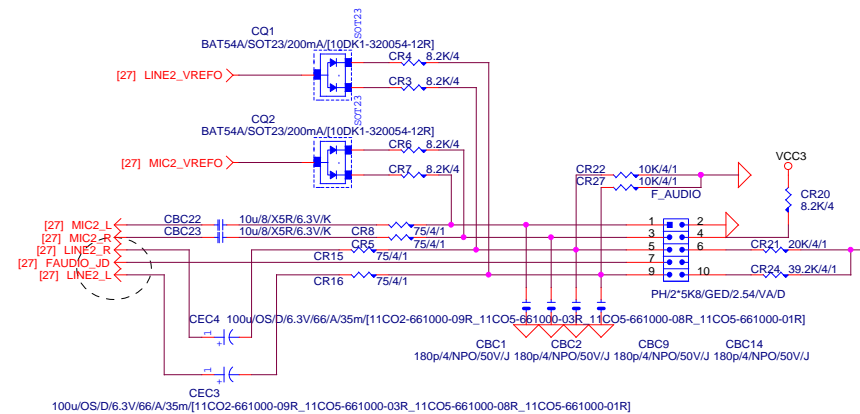 CQ1
SOT23
BAT54A/SOT23/200mA/[10DK1-320054-12R]
CR4 8.2K/4
[27] LINE2_VREFO
CR3 8.2K/4
SOT23
CQ2
BAT54A/SOT23/200mA/[10DK1-320054-12R]
CR6 8.2K/4
[27] MIC2_VREFO
CR7 8.2K/4
CR22 10K/4/1
CR27 10K/4/1
F_AUDIO
VCC3
CR20
8.2K/4
[27] MIC2_L CBC22 10u/8/X5R/6.3V/K 1 2
[27] MIC2_R CBC23 10u/8/X5R/6.3V/K CR8 75/4/1 3 4
[27] LINE2_R CR5 75/4/1 5 6 CR21 20K/4/1
[27] FAUDIO_JD CR15 75/4/1 7
[27] LINE2_L CR16 75/4/1 9 10 CR24 39.2K/4/1
PH/2*5K8/GED/2.54/VA/D
CEC4 100u/OS/D/6.3V/66/A/35m/[11CO2-661000-09R_11CO5-661000-03R_11CO5-661000-08R_11CO5-661000-01R]
1
+
CBC1 CBC2 CBC9 CBC14
180p/4/NPO/50V/J 180p/4/NPO/50V/J 180p/4/NPO/50V/J 180p/4/NPO/50V/J
1
+
CEC3
100u/OS/D/6.3V/66/A/35m/[11CO2-661000-09R_11CO5-661000-03R_11CO5-661000-08R_11CO5-661000-01R]